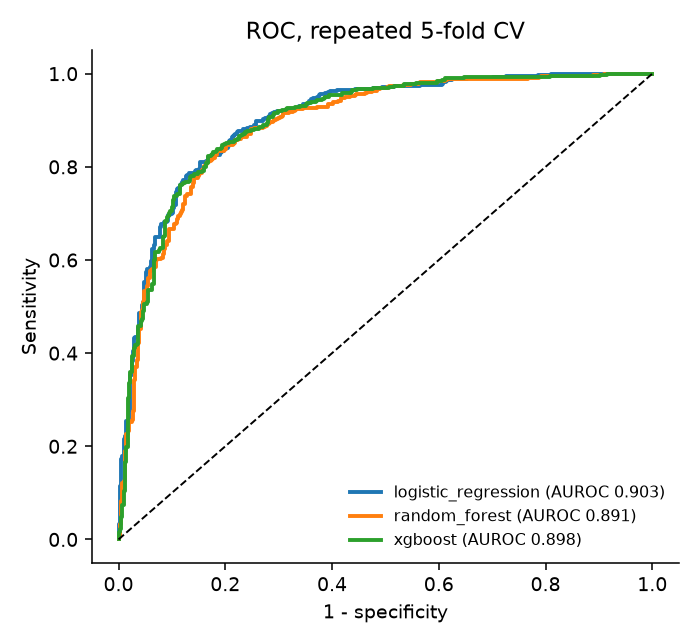 ROC, repeated 5-fold CV
1.0
0.8
0.6
0.4
0.2
0.0
Sensitivity
logistic_regression (AUROC 0.903)
random_forest (AUROC 0.891)
xgboost (AUROC 0.898)
0.0 0.2 0.4 0.6 0.8 1.0
1 - specificity